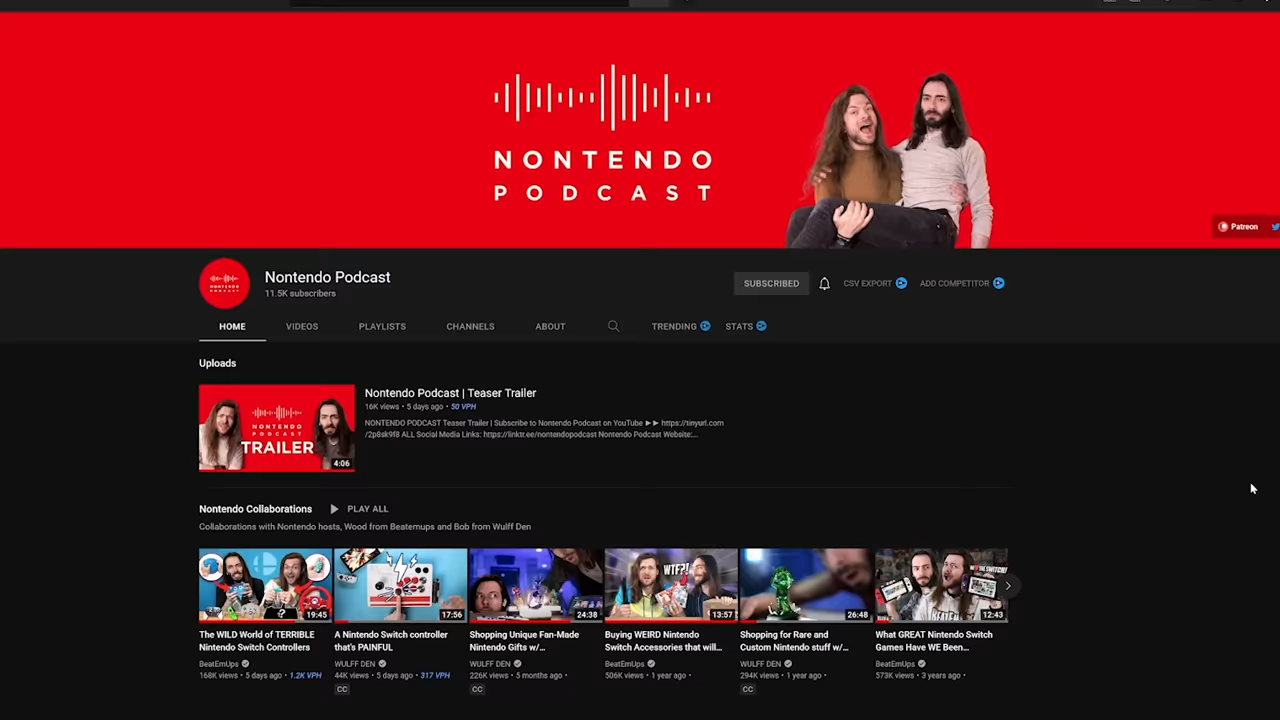 NONTENDO
PODCAST
Patreon
Nontendo Podcast
11.5K subscribers
SUBSCRIBED
CSV EXPORT
ADD COMPETITOR
HOME
VIDEOS
PLAYLISTS
CHANNELS
ABOUT
TRENDING
STATS
Uploads
NONTENDO
PODCAST
TRAILER
4:06
Nontendo Podcast | Teaser Trailer
16K views • 5 days ago • 50 VPH
NONTENDO PODCAST Teaser Trailer | Subscribe to Nontendo Podcast on YouTube ►► https://tinyurl.com
/2p8sk9f8 ALL Social Media Links: https://linktr.ee/nontendopodcast Nontendo Podcast Website:...
Nontendo Collaborations
PLAY ALL
Collaborations with Nontendo hosts, Wood from Beatemups and Bob from Wulff Den
19:45
The WILD World of TERRIBLE
Nintendo Switch Controllers
BeatEmUps
168K views • 5 days ago • 1.2K VPH
17:56
A Nintendo Switch controller
that's PAINFUL
WULFF DEN
44K views • 5 days ago • 317 VPH
CC
24:38
Shopping Unique Fan-Made
Nintendo Gifts w/...
WULFF DEN
226K views • 5 months ago •
CC
WTF?!
13:57
Buying WEIRD Nintendo
Switch Accessories that will...
BeatEmUps
506K views • 1 year ago •
26:48
Shopping for Rare and
Custom Nintendo stuff w/...
WULFF DEN
294K views • 1 year ago •
CC
12:43
What GREAT Nintendo Switch
Games Have WE Been...
BeatEmUps
573K views • 3 years ago •